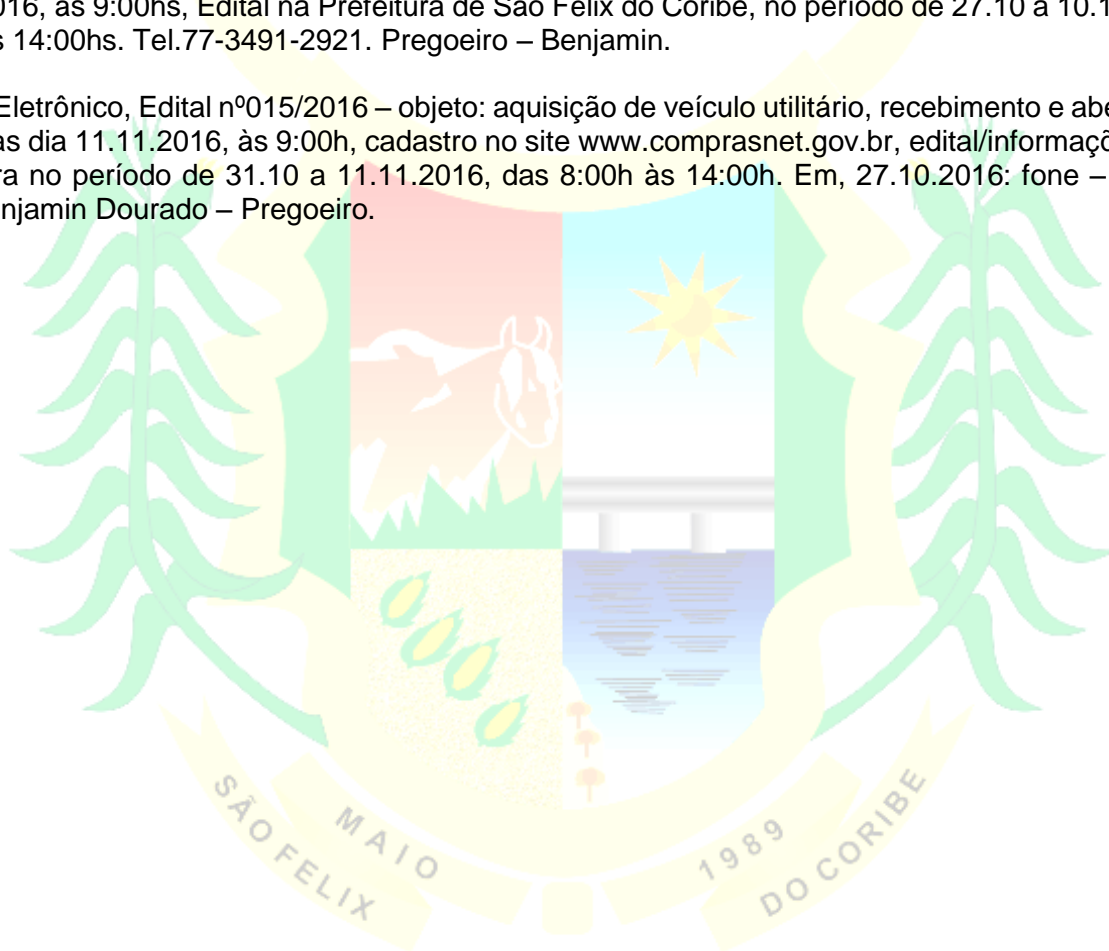 016, às 9:00hs, Edital na Prefeitura de São Félix do Coribe, no período de 27.10 a 10.1
s 14:00hs. Tel.77-3491-2921. Pregoeiro – Benjamin.
Eletrônico, Edital nº015/2016 – objeto: aquisição de veículo utilitário, recebimento e abe
as dia 11.11.2016, às 9:00h, cadastro no site www.comprasnet.gov.br, edital/informaçõ
ra no período de 31.10 a 11.11.2016, das 8:00h às 14:00h. Em, 27.10.2016: fone –
njamin Dourado – Pregoeiro.
SÃO FELIX
MAIO
1989
DO CORIBE